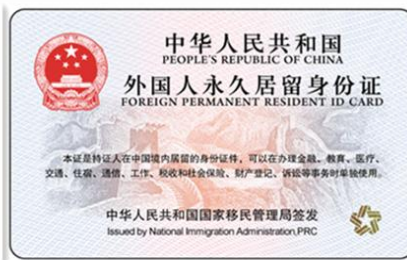 中华人民共和国
PEOPLE'S REPUBLIC OF CHINA
外国人永久居留身份证
FOREIGN PERMANENT RESIDENT ID CARD
本证是持证人在中国境内居留的身份证件，可以在办理金融、教育、医疗、
交通、住宿、通信、工作、税收和社会保险、财产登记、诉讼等事务时单独使用。
中华人民共和国国家移民管理局签发
Issued by National Immigration Administration,PRC